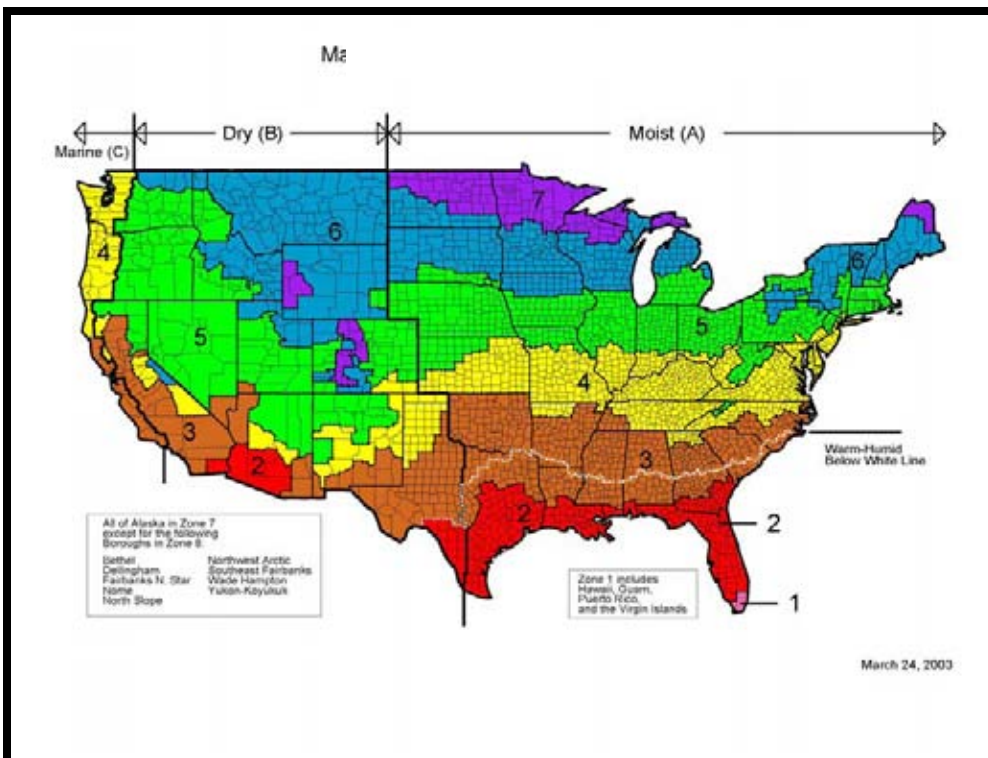 Ma
Dry (B)
Moist (A)
Marine (C)
7
6
6
4
5
5
4
3
3
Warm-Humid
Below White Line
2
2
2
All of Alaska in Zone 7
except for the following
Boroughs in Zone 8:
Bethel Northwest Arctic
Dellingham Southeast Fairbanks
Fairbanks N. Star Wade Hampton
Nome Yukon-Koyukuk
North Slope
Zone 1 includes
Hawaii, Guam,
Puerto Rico,
and the Virgin Islands
1
March 24, 2003